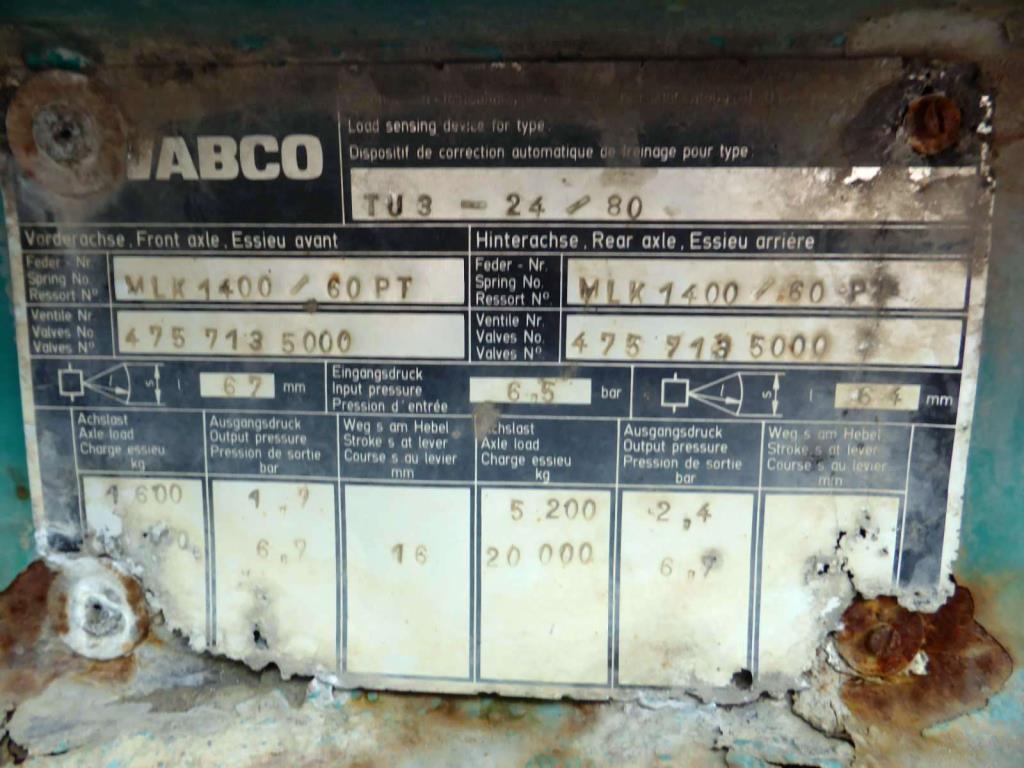 WABCO
Load sensing device for type
Dispositif de correction automatique de freinage pour type
TU3 - 24 / 80
Vorderachse, Front axle, Essieu avant
Hinterachse, Rear axle, Essieu arrière
Feder - Nr.
Spring No.
Ressort Nº
MLK 1400 / 60 PT
Feder - Nr.
Spring No.
Ressort Nº
MLK 1400 / 60
Ventile Nr.
Valves No.
Valves Nº
475 713 5000
Ventile Nr.
Valves No.
Valves Nº
475 713 5000
s
l
67 mm
Eingangsdruck
Input pressure
Pression d'entrée
6,5 bar
s
l
64 mm
Achslast
Axle load
Charge essieu
kg
Ausgangsdruck
Output pressure
Pression de sortie
bar
Weg s am Hebel
Stroke s at lever
Course s au levier
mm
Achslast
Axle load
Charge essieu
kg
Ausgangsdruck
Output pressure
Pression de sortie
bar
Weg s am Hebel
Stroke s at lever
Course s au levier
mm
1 600 1,7 5 200 2,4
6,7 16 20 000 6,7